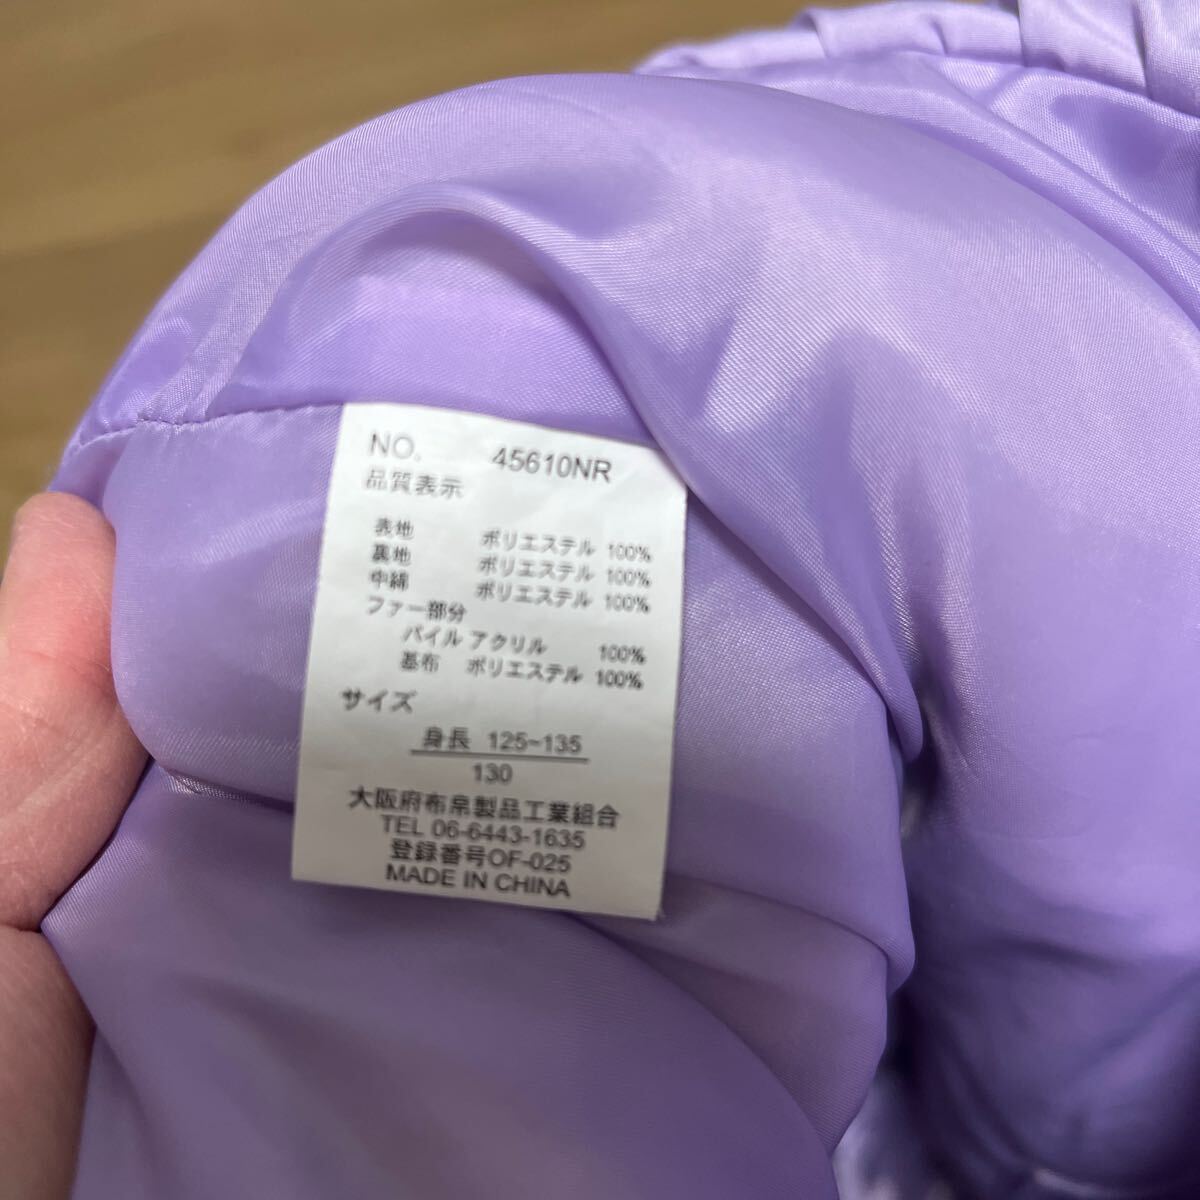 NO. 45610NR
品質表示
表地 ポリエステル 100%
裏地 ポリエステル 100%
中綿 ポリエステル 100%
ファー部分
パイル アクリル 100%
基布 ポリエステル 100%
サイズ
身長 125~135
130
大阪府布帛製品工業組合
TEL 06-6443-1635
登録番号OF-025
MADE IN CHINA